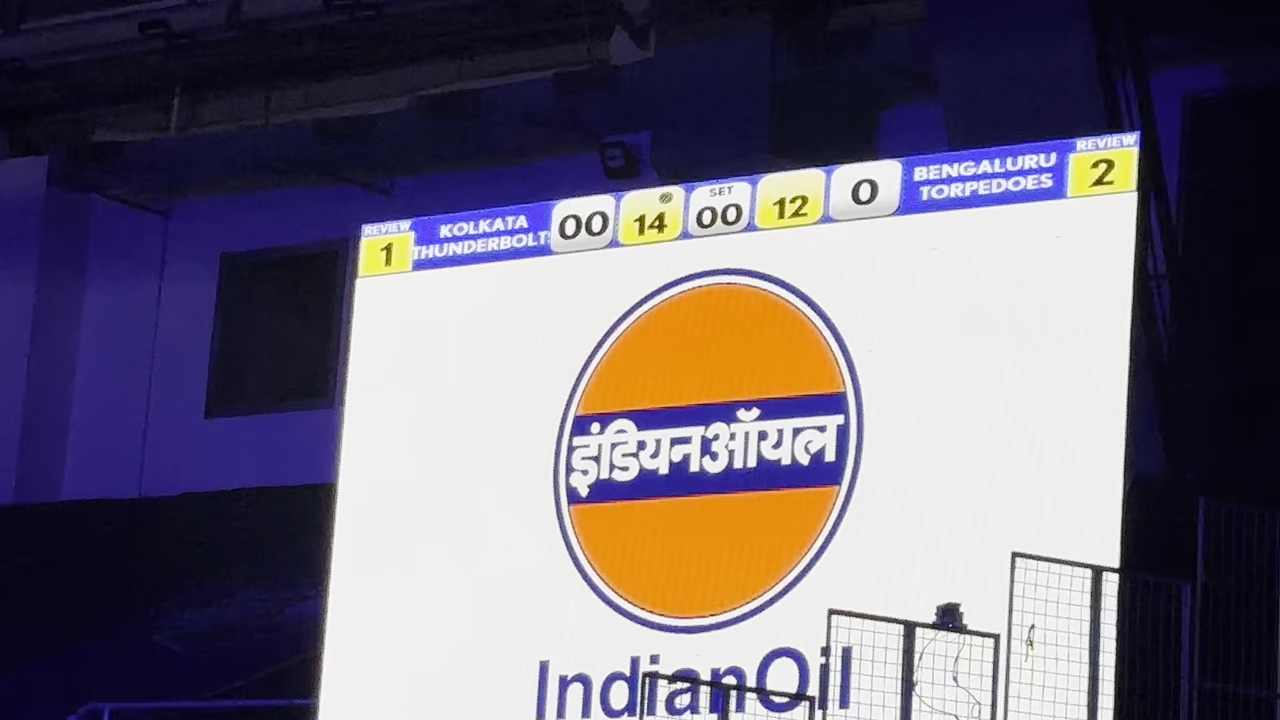 REVIEW
1
KOLKATA
THUNDERBOLT
00
14
SET
00
12
0
BENGALURU
TORPEDOES
REVIEW
2
इंडियनऑयल
IndianOil